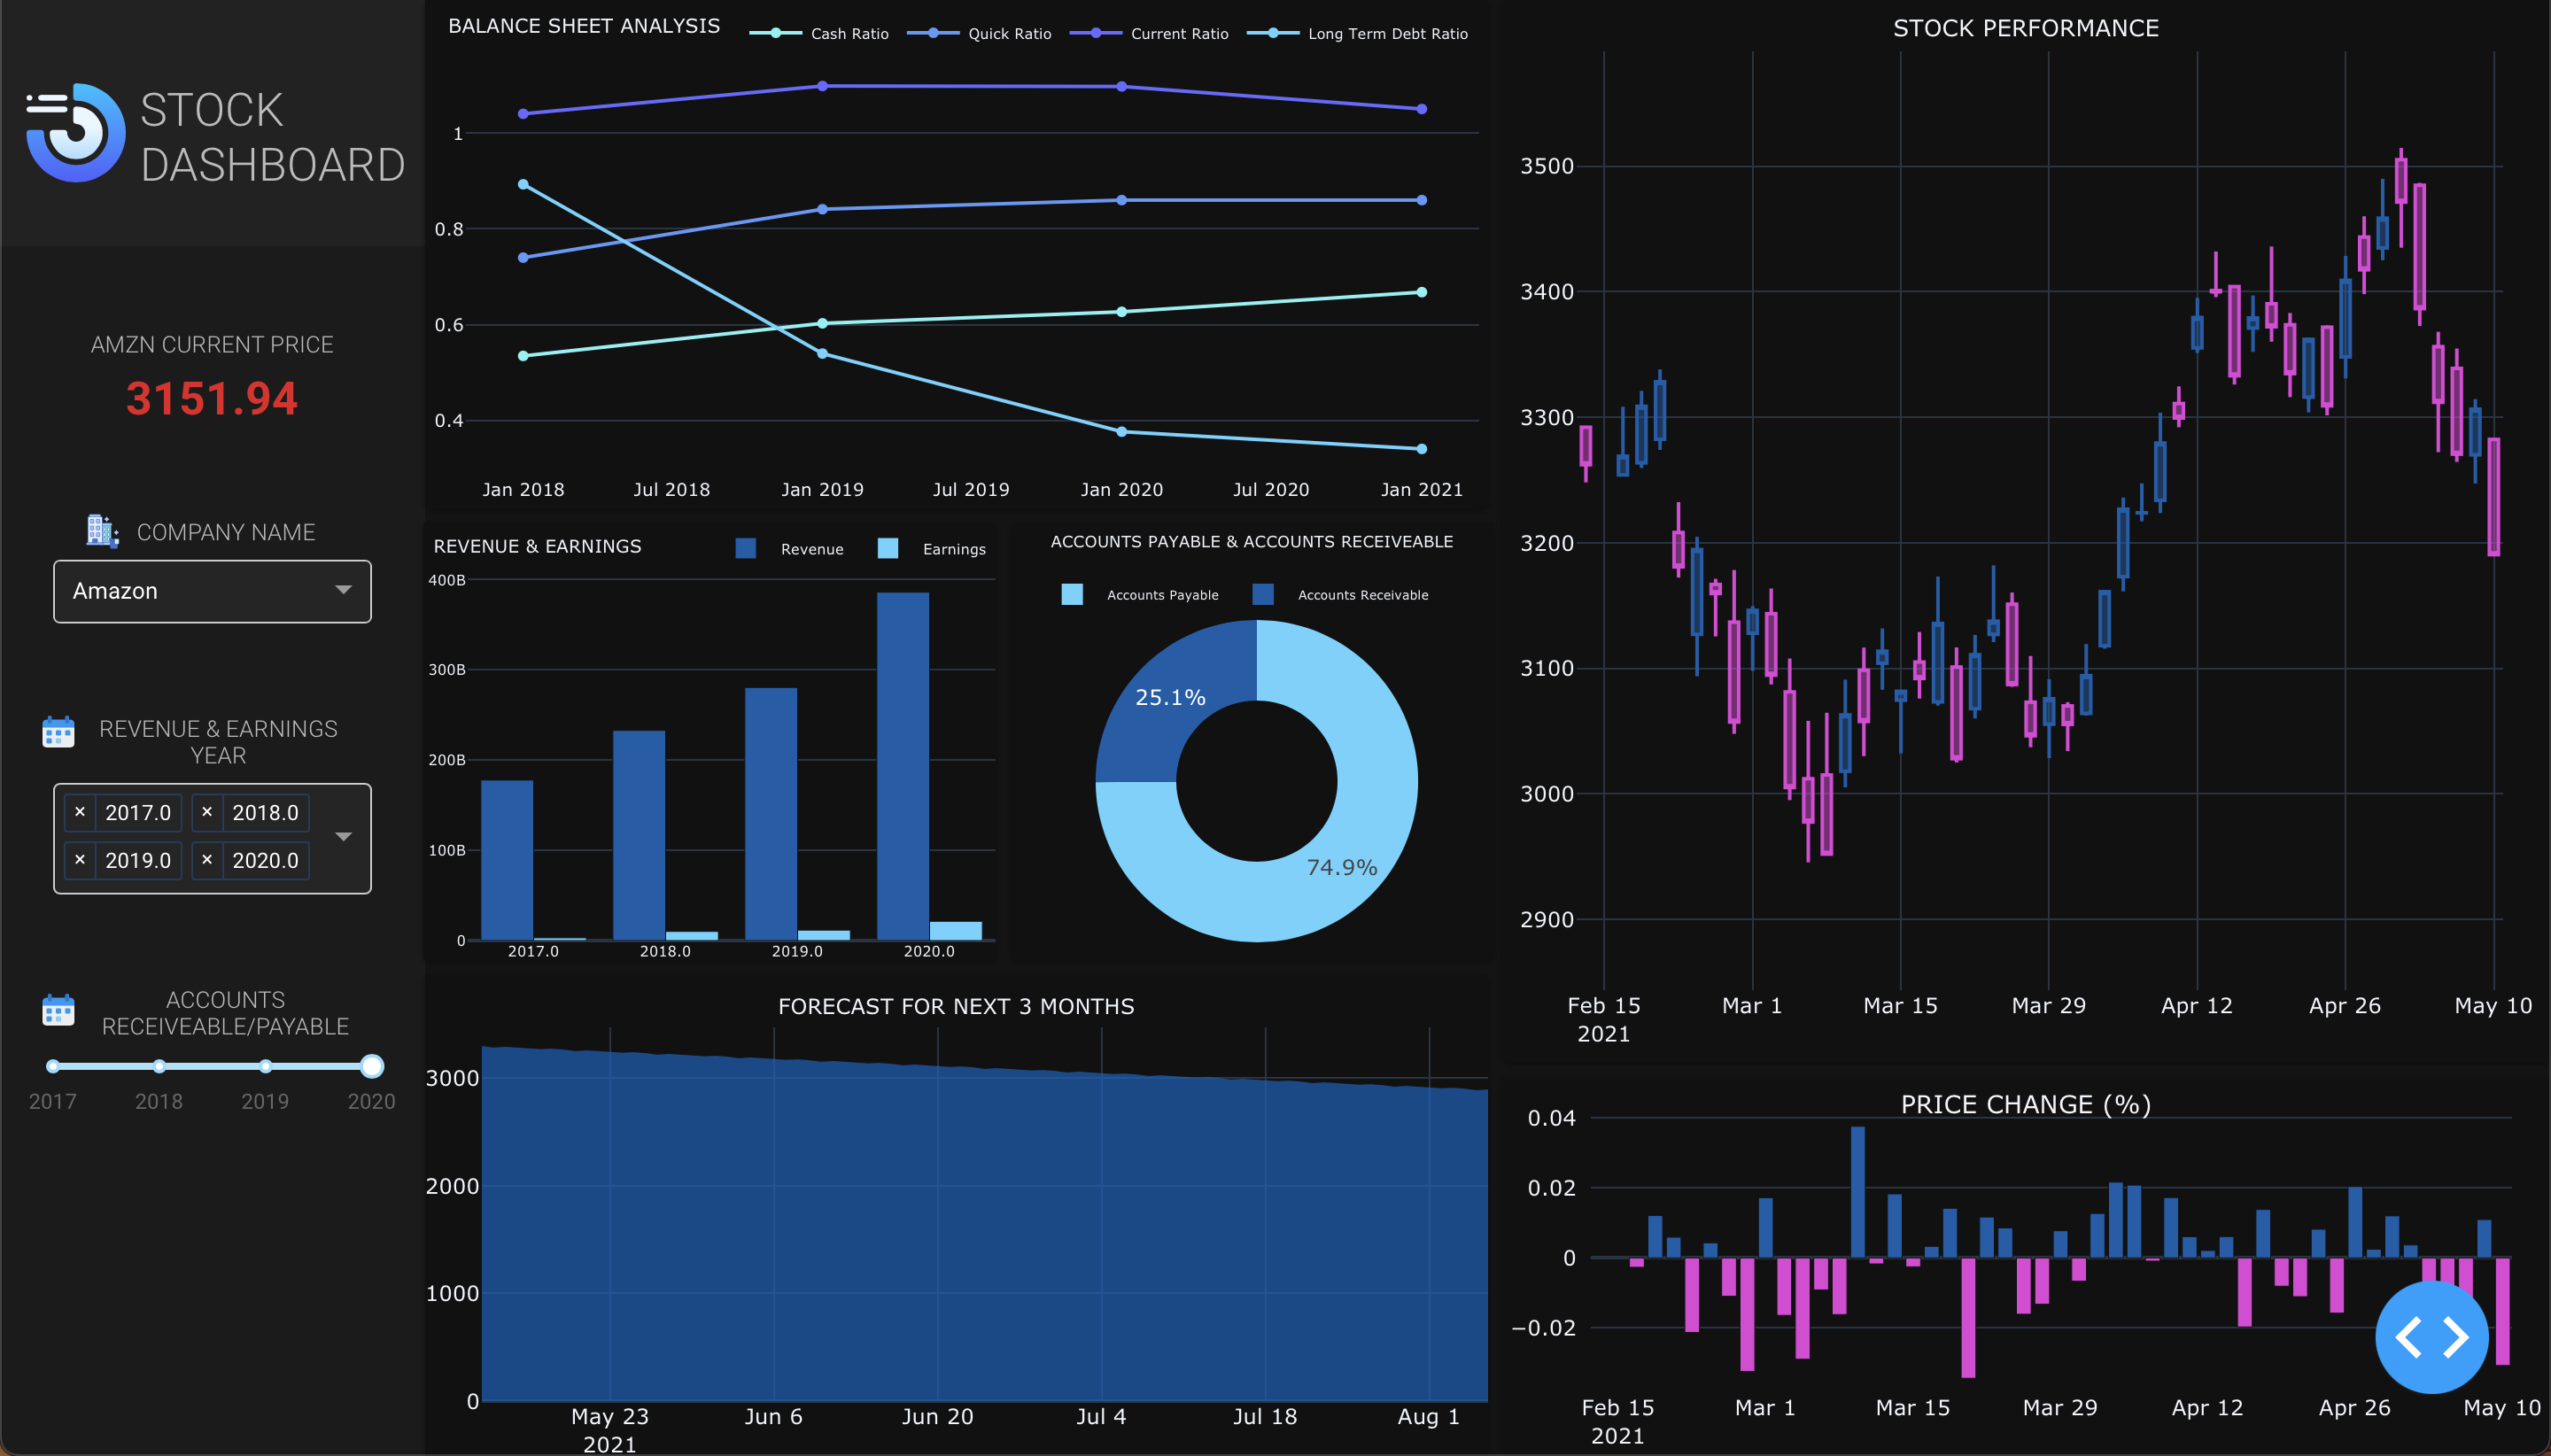 STOCK
DASHBOARD
AMZN CURRENT PRICE
3151.94
COMPANY NAME
Amazon
REVENUE & EARNINGS
YEAR
× 2017.0 × 2018.0
× 2019.0 × 2020.0
ACCOUNTS
RECEIVEABLE/PAYABLE
2017 2018 2019 2020
BALANCE SHEET ANALYSIS
Cash Ratio Quick Ratio Current Ratio Long Term Debt Ratio
1
0.8
0.6
0.4
Jan 2018 Jul 2018 Jan 2019 Jul 2019 Jan 2020 Jul 2020 Jan 2021
REVENUE & EARNINGS
Revenue Earnings
400B
300B
200B
100B
0
2017.0 2018.0 2019.0 2020.0
ACCOUNTS PAYABLE & ACCOUNTS RECEIVEABLE
Accounts Payable Accounts Receivable
25.1%
74.9%
FORECAST FOR NEXT 3 MONTHS
3000
2000
1000
0
May 23 Jun 6 Jun 20 Jul 4 Jul 18 Aug 1
2021
STOCK PERFORMANCE
3500
3400
3300
3200
3100
3000
2900
Feb 15 Mar 1 Mar 15 Mar 29 Apr 12 Apr 26 May 10
2021
PRICE CHANGE (%)
0.04
0.02
0
−0.02
Feb 15 Mar 1 Mar 15 Mar 29 Apr 12 Apr 26 May 10
2021